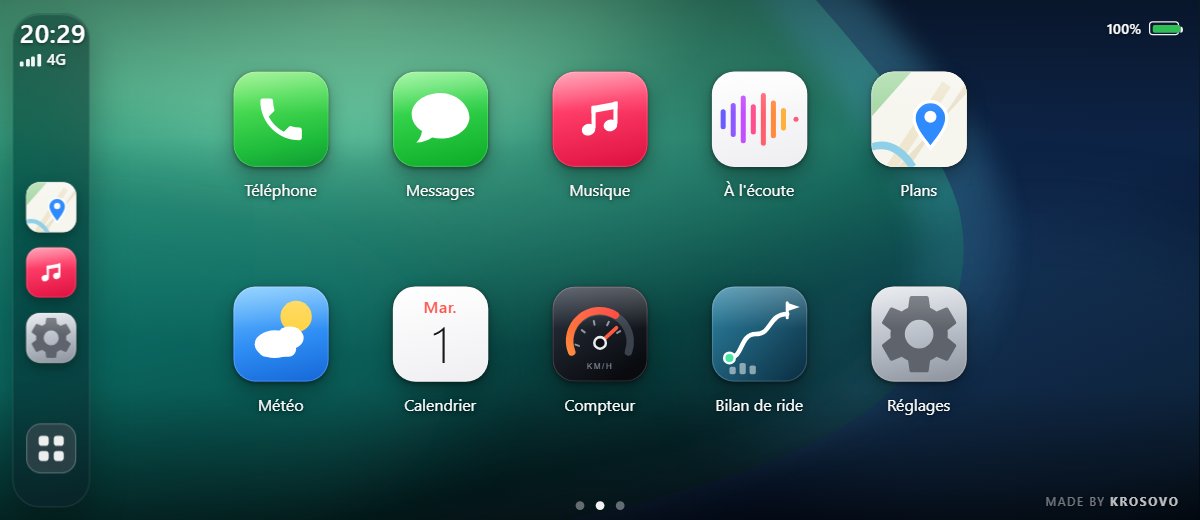 20:29
4G
100%
Téléphone
Messages
Musique
À l'écoute
Plans
Mar.
1
KM/H
Météo
Calendrier
Compteur
Bilan de ride
Réglages
MADE BY KROSOVO